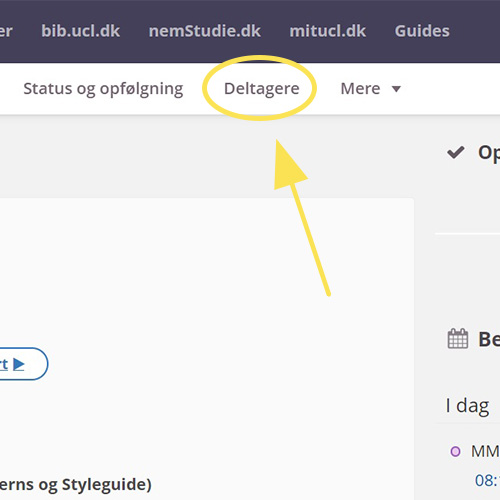 er bib.ucl.dk nemStudie.dk mitucl.dk Guides
Status og opfølgning Deltagere Mere
Op
rt
Be
I dag
MM
08:
erns og Styleguide)